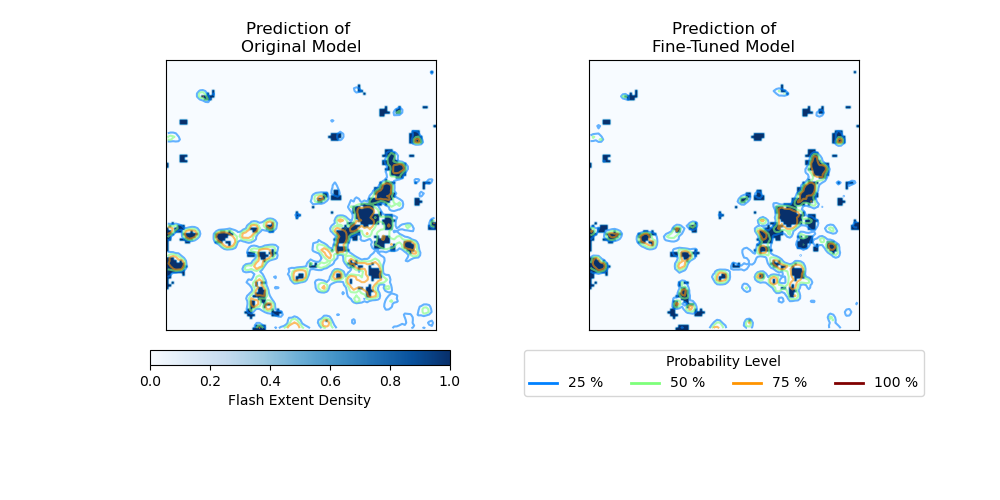 Prediction of
Original Model
Prediction of
Fine-Tuned Model
0.0 0.2 0.4 0.6 0.8 1.0
Flash Extent Density
Probability Level
25 % 50 % 75 % 100 %